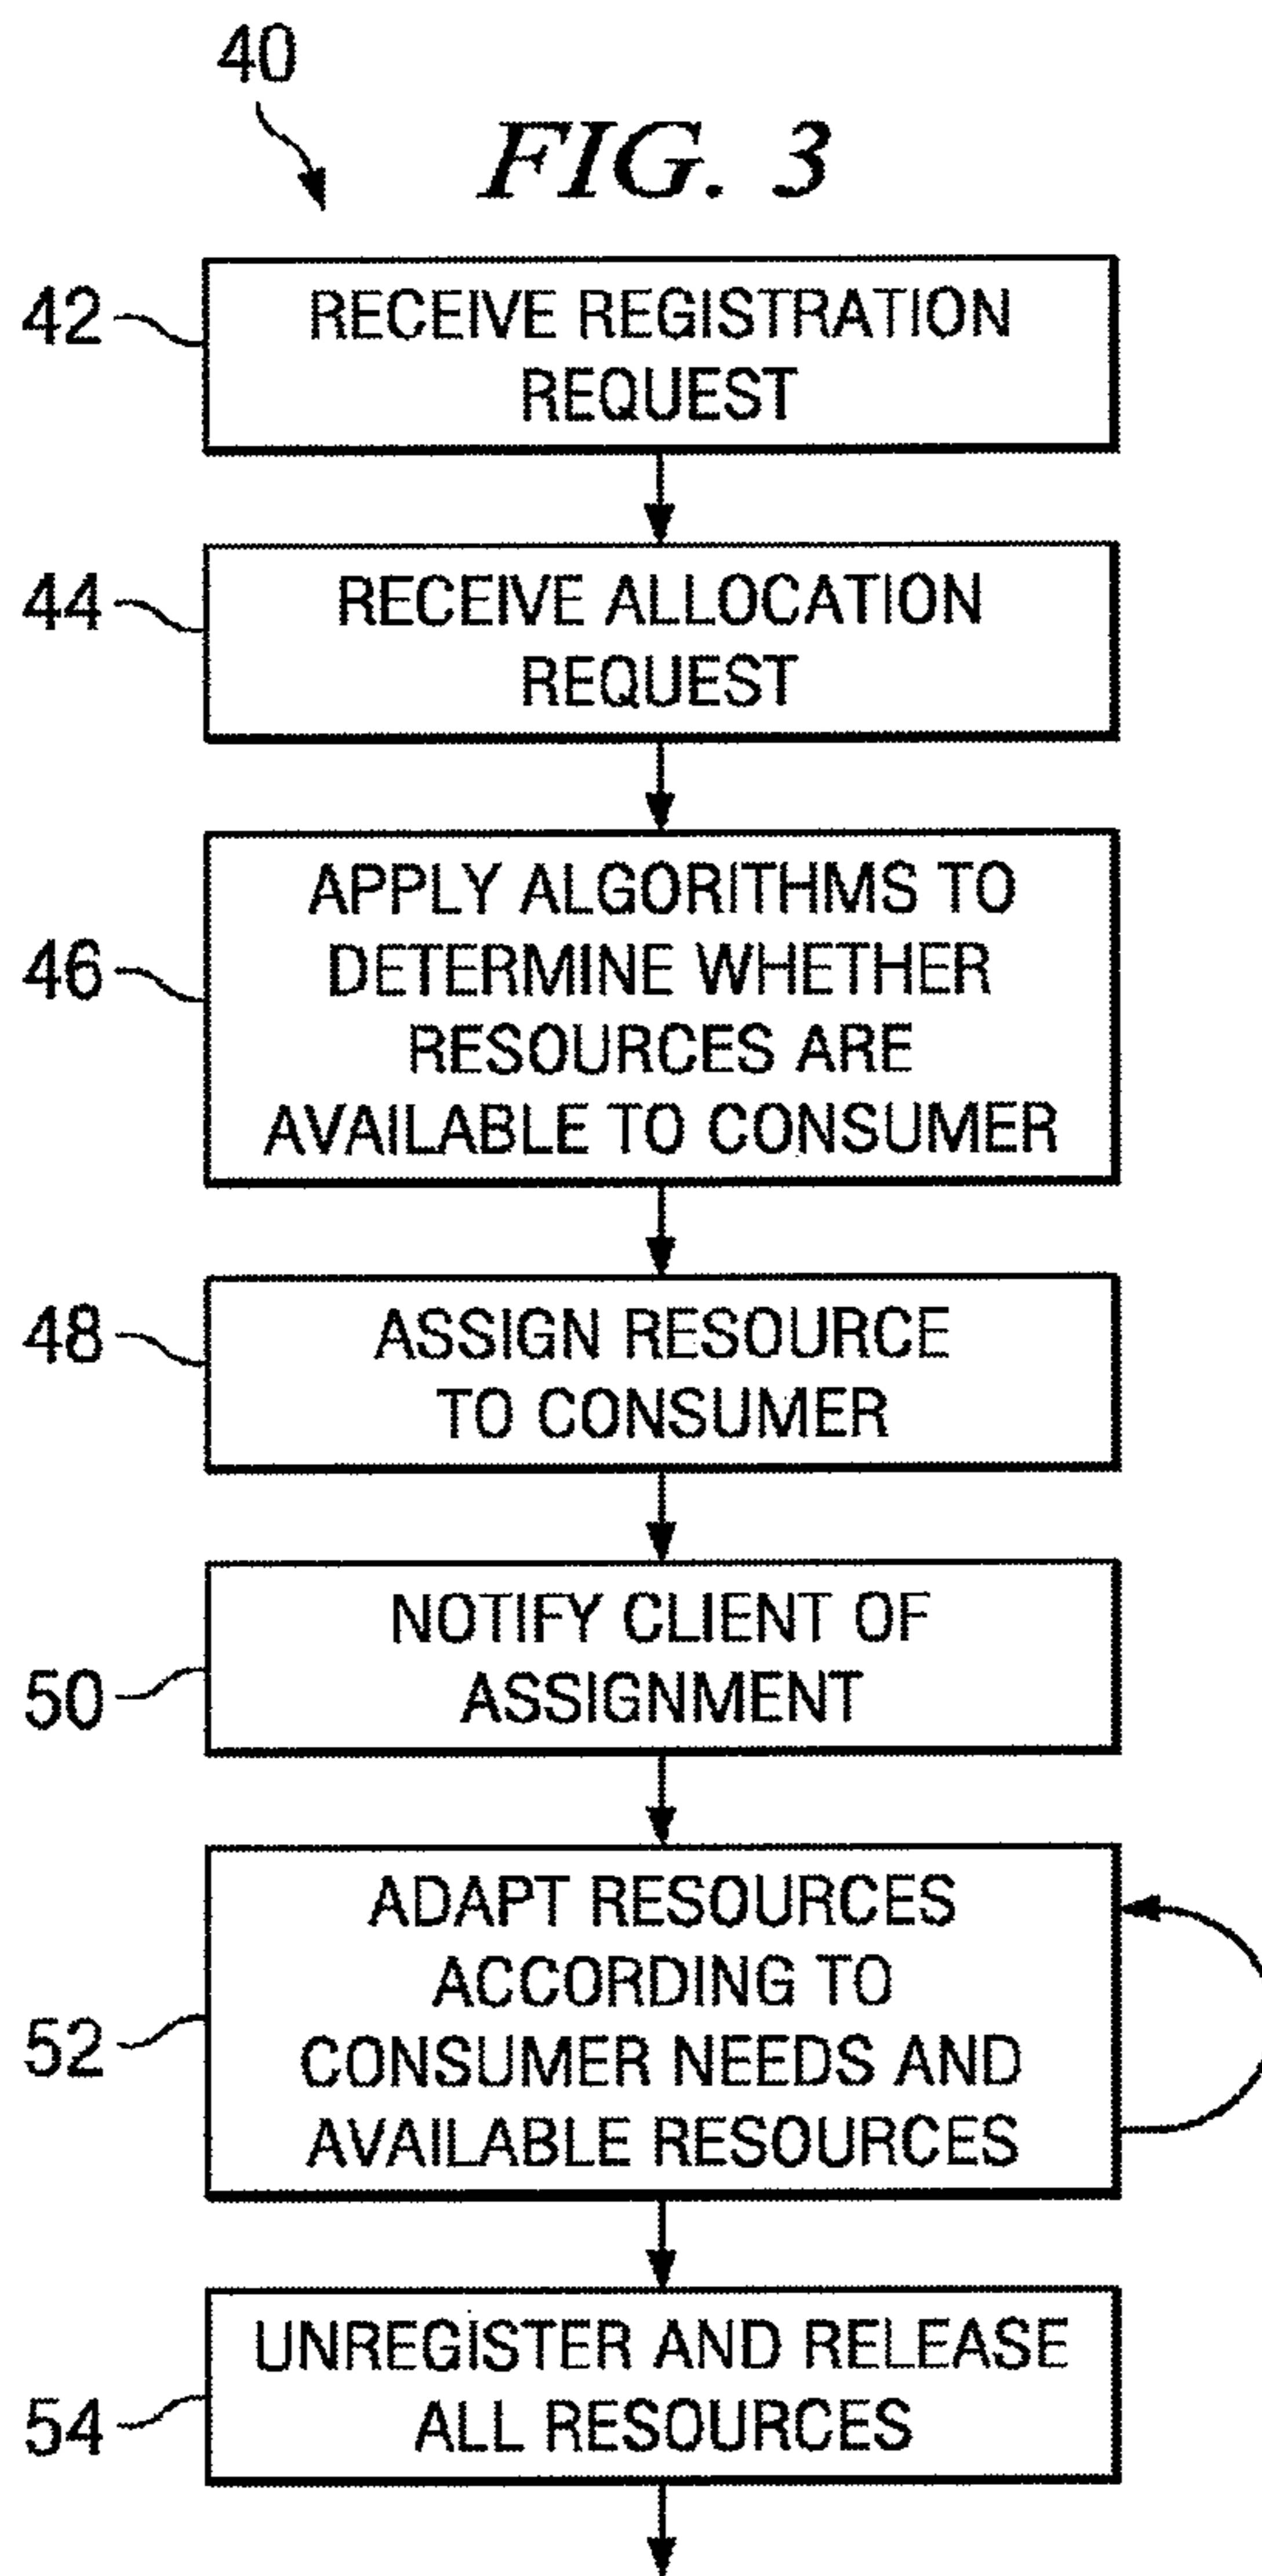 40
FIG. 3
42
RECEIVE REGISTRATION
REQUEST
44
RECEIVE ALLOCATION
REQUEST
46
APPLY ALGORITHMS TO
DETERMINE WHETHER
RESOURCES ARE
AVAILABLE TO CONSUMER
48
ASSIGN RESOURCE
TO CONSUMER
50
NOTIFY CLIENT OF
ASSIGNMENT
52
ADAPT RESOURCES
ACCORDING TO
CONSUMER NEEDS AND
AVAILABLE RESOURCES
54
UNREGISTER AND RELEASE
ALL RESOURCES